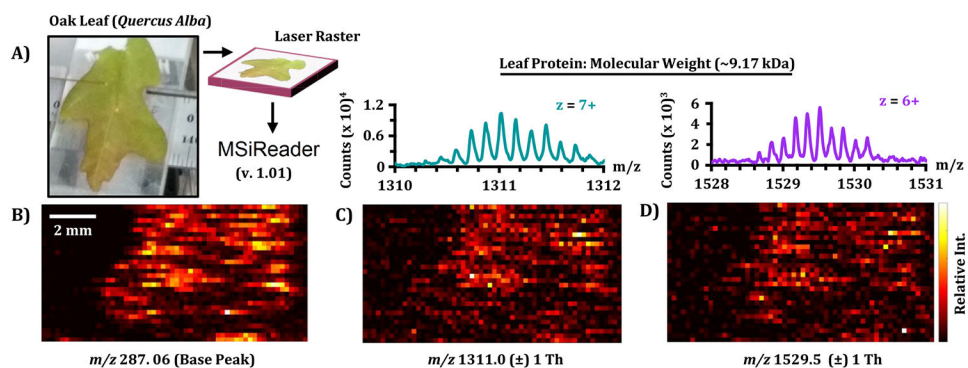 Oak Leaf (Quercus Alba)
A)
Laser Raster
MSiReader
(v. 1.01)
Leaf Protein: Molecular Weight (~9.17 kDa)
Counts (x 10)⁴
1.2
0.6
0
z = 7+
1310 1311 1312
m/z
Counts (x 10)³
6
4
2
0
z = 6+
1528 1529 1530 1531
m/z
B)
2 mm
m/z 287.06 (Base Peak)
C)
m/z 1311.0 (±) 1 Th
D)
m/z 1529.5 (±) 1 Th
Relative Int.